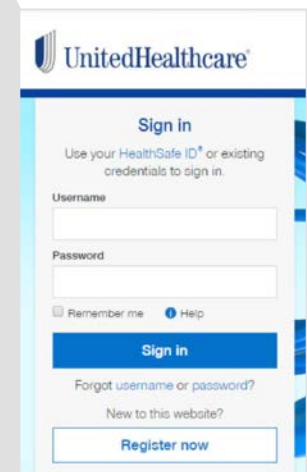 UnitedHealthcare®
Sign in
Use your HealthSafe ID® or existing
credentials to sign in.
Username
Password
Remember me Help
Sign in
Forgot username or password?
New to this website?
Register now